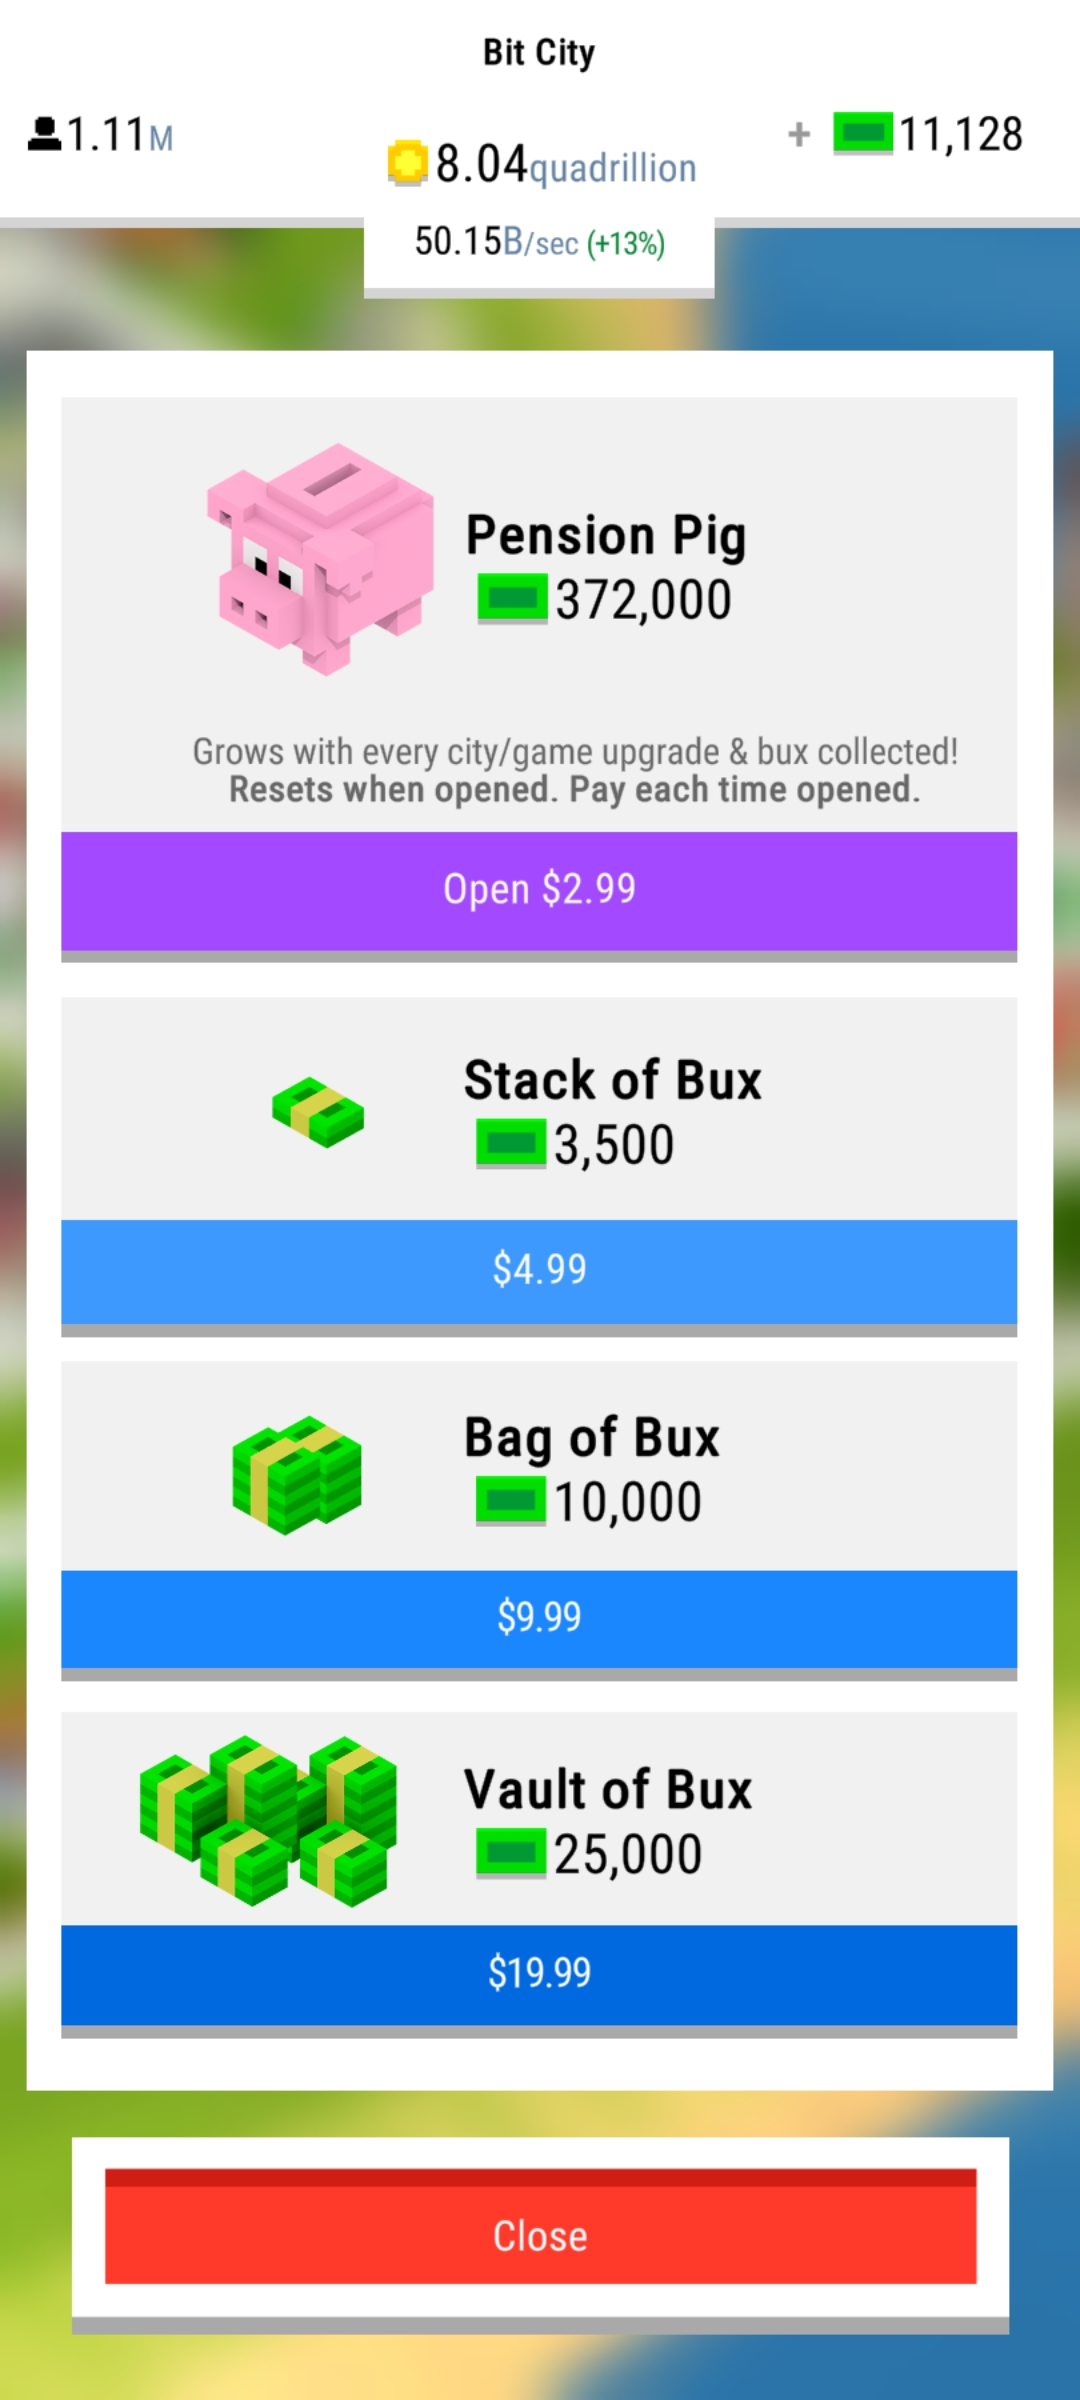 Bit City
1.11M
8.04quadrillion
+ 11,128
50.15B/sec (+13%)
Pension Pig
372,000
Grows with every city/game upgrade & bux collected!
Resets when opened. Pay each time opened.
Open $2.99
Stack of Bux
3,500
$4.99
Bag of Bux
10,000
$9.99
Vault of Bux
25,000
$19.99
Close